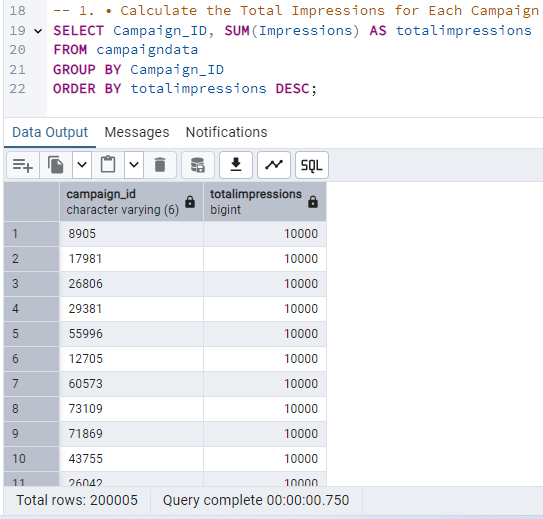 18 -- 1. • Calculate the Total Impressions for Each Campaign
19 SELECT Campaign_ID, SUM(Impressions) AS totalimpressions
20 FROM campaigndata
21 GROUP BY Campaign_ID
22 ORDER BY totalimpressions DESC;
Data Output Messages Notifications
SQL
campaign_id totalimpressions
character varying (6) bigint
1 8905 10000
2 17981 10000
3 26806 10000
4 29381 10000
5 55996 10000
6 12705 10000
7 60573 10000
8 73109 10000
9 71869 10000
10 43755 10000
11 26042 10000
Total rows: 200005 Query complete 00:00:00.750